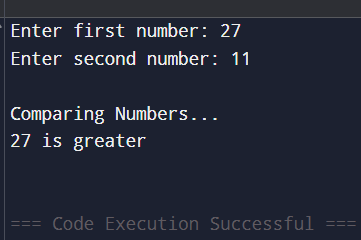 Enter first number: 27
Enter second number: 11
Comparing Numbers...
27 is greater
=== Code Execution Successful ===